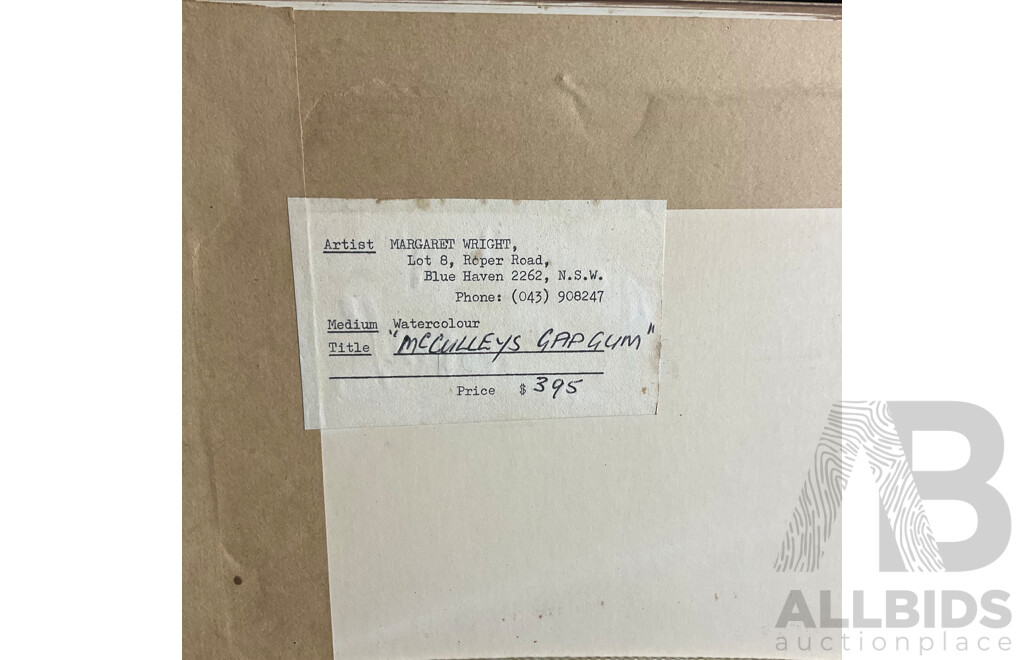 Artist MARGARET WRIGHT,
Lot 8, Roper Road,
Blue Haven 2262, N.S.W.
Phone: (043) 908247
Medium Watercolour
Title "McCULLEYS GAP GUM"
Price $ 395
AB
ALLBIDS
auctionplace